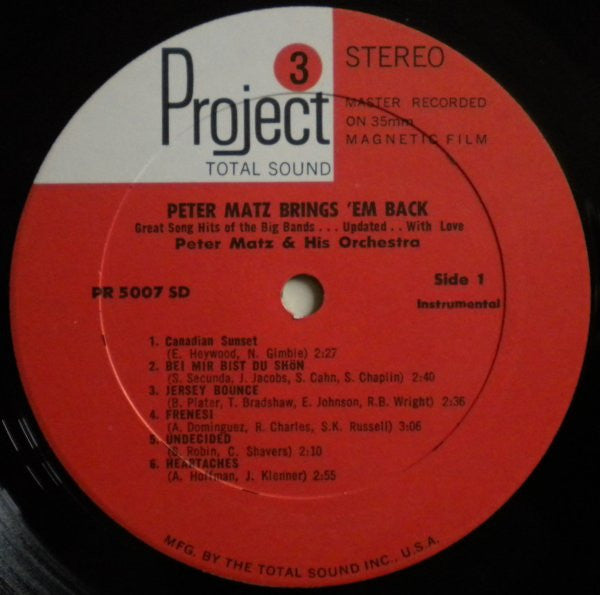 Project 3
TOTAL SOUND
STEREO
MASTER RECORDED
ON 35mm
MAGNETIC FILM
PETER MATZ BRINGS 'EM BACK
Great Song Hits of the Big Bands . . . Updated . . With Love
Peter Matz & His Orchestra
PR 5007 SD
Side 1
Instrumental
1. Canadian Sunset
(E. Heywood, N. Gimble) 2:27
2. BEI MIR BIST DU SHÖN
(S. Secunda, J. Jacobs, S. Cahn, S. Chaplin) 2:40
3. JERSEY BOUNCE
(B. Plater, T. Bradshaw, E. Johnson, R.B. Wright) 2:36
4. FRENESI
(A. Dominguez, R. Charles, S.K. Russell) 3:06
5. UNDECIDED
(S. Robin, C. Shavers) 2:10
6. HEARTACHES
(A. Hoffman, J. Klenner) 2:55
MFG. BY THE TOTAL SOUND INC., U.S.A.